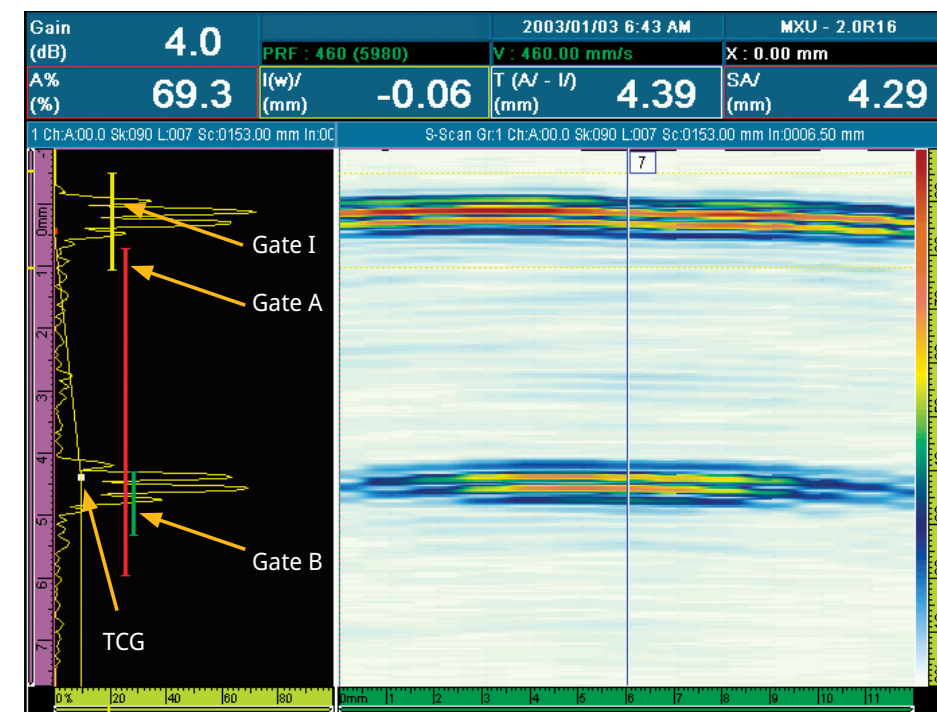 Gain
(dB) 4.0
2003/01/03 6:43 AM
MXU - 2.0R16
PRF : 460 (5980)
V : 460.00 mm/s
X : 0.00 mm
A%
(%) 69.3
I(w)/
(mm) -0.06
T (A/ - I/)
(mm) 4.39
SA/
(mm) 4.29
1 Ch:A:00.0 Sk:090 L:007 Sc:0153.00 mm In:00
S-Scan Gr:1 Ch:A:00.0 Sk:090 L:007 Sc:0153.00 mm In:0006.50 mm
7
Gate I
Gate A
Gate B
TCG
-1
0mm
1
2
3
4
5
6
7
0% 20 40 60 80
0mm 1 2 3 4 5 6 7 8 9 10 11